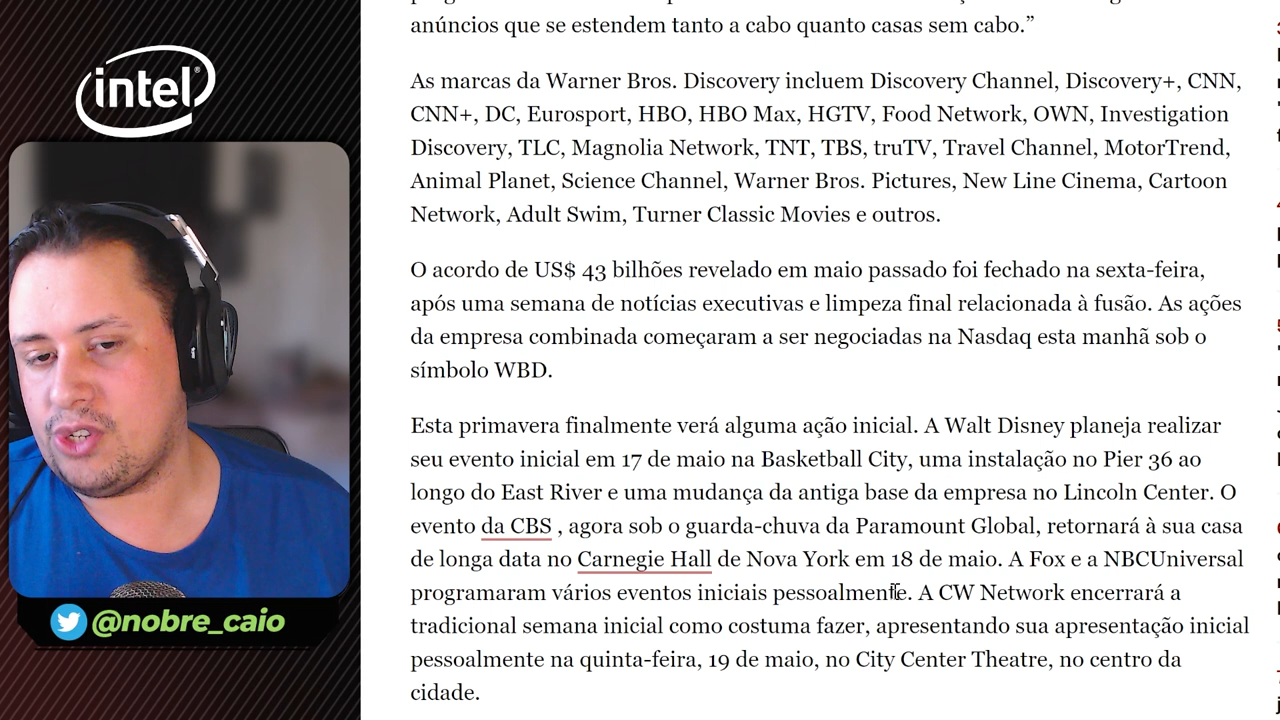 intel
@nobre_caio
anúncios que se estendem tanto a cabo quanto casas sem cabo.”
As marcas da Warner Bros. Discovery incluem Discovery Channel, Discovery+, CNN,
CNN+, DC, Eurosport, HBO, HBO Max, HGTV, Food Network, OWN, Investigation
Discovery, TLC, Magnolia Network, TNT, TBS, truTV, Travel Channel, MotorTrend,
Animal Planet, Science Channel, Warner Bros. Pictures, New Line Cinema, Cartoon
Network, Adult Swim, Turner Classic Movies e outros.
O acordo de US$ 43 bilhões revelado em maio passado foi fechado na sexta-feira,
após uma semana de notícias executivas e limpeza final relacionada à fusão. As ações
da empresa combinada começaram a ser negociadas na Nasdaq esta manhã sob o
símbolo WBD.
Esta primavera finalmente verá alguma ação inicial. A Walt Disney planeja realizar
seu evento inicial em 17 de maio na Basketball City, uma instalação no Pier 36 ao
longo do East River e uma mudança da antiga base da empresa no Lincoln Center. O
evento da CBS , agora sob o guarda-chuva da Paramount Global, retornará à sua casa
de longa data no Carnegie Hall de Nova York em 18 de maio. A Fox e a NBCUniversal
programaram vários eventos iniciais pessoalmente. A CW Network encerrará a
tradicional semana inicial como costuma fazer, apresentando sua apresentação inicial
pessoalmente na quinta-feira, 19 de maio, no City Center Theatre, no centro da
cidade.